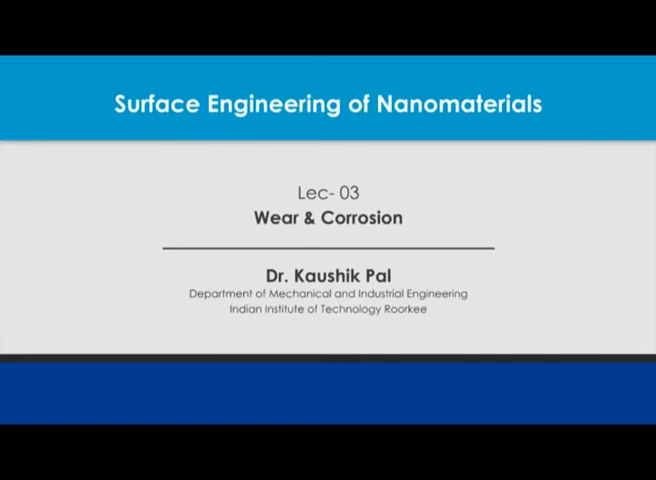 Surface Engineering of Nanomaterials
Lec- 03
Wear & Corrosion
Dr. Kaushik Pal
Department of Mechanical and Industrial Engineering
Indian Institute of Technology Roorkee